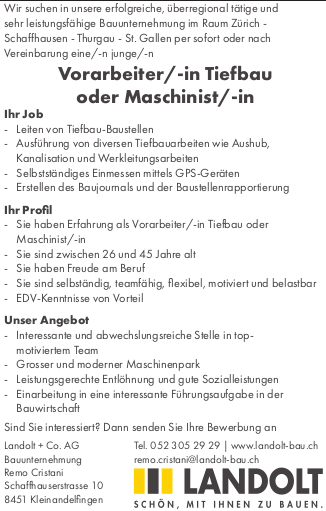 Wir suchen in unsere erfolgreiche, überregional tätige und
sehr leistungsfähige Bauunternehmung im Raum Zürich -
Schaffhausen - Thurgau - St. Gallen per sofort oder nach
Vereinbarung eine/-n junge/-n
Vorarbeiter/-in Tiefbau
oder Maschinist/-in
Ihr Job
- Leiten von Tiefbau-Baustellen
- Ausführung von diversen Tiefbauarbeiten wie Aushub,
Kanalisation und Werkleitungsarbeiten
- Selbstständiges Einmessen mittels GPS-Geräten
- Erstellen des Baujournals und der Baustellenrapportierung
Ihr Profil
- Sie haben Erfahrung als Vorarbeiter/-in Tiefbau oder
Maschinist/-in
- Sie sind zwischen 26 und 45 Jahre alt
- Sie haben Freude am Beruf
- Sie sind selbständig, teamfähig, flexibel, motiviert und belastbar
- EDV-Kenntnisse von Vorteil
Unser Angebot
- Interessante und abwechslungsreiche Stelle in top-
motiviertem Team
- Grosser und moderner Maschinenpark
- Leistungsgerechte Entlöhnung und gute Sozialleistungen
- Einarbeitung in eine interessante Führungsaufgabe in der
Bauwirtschaft
Sind Sie interessiert? Dann senden Sie Ihre Bewerbung an
Landolt + Co. AG
Bauunternehmung
Remo Cristani
Schaffhauserstrasse 10
8451 Kleinandelfingen
Tel. 052 305 29 29 | www.landolt-bau.ch
remo.cristani@landolt-bau.ch
LANDOLT
SCHÖN, MIT IHNEN ZU BAUEN.